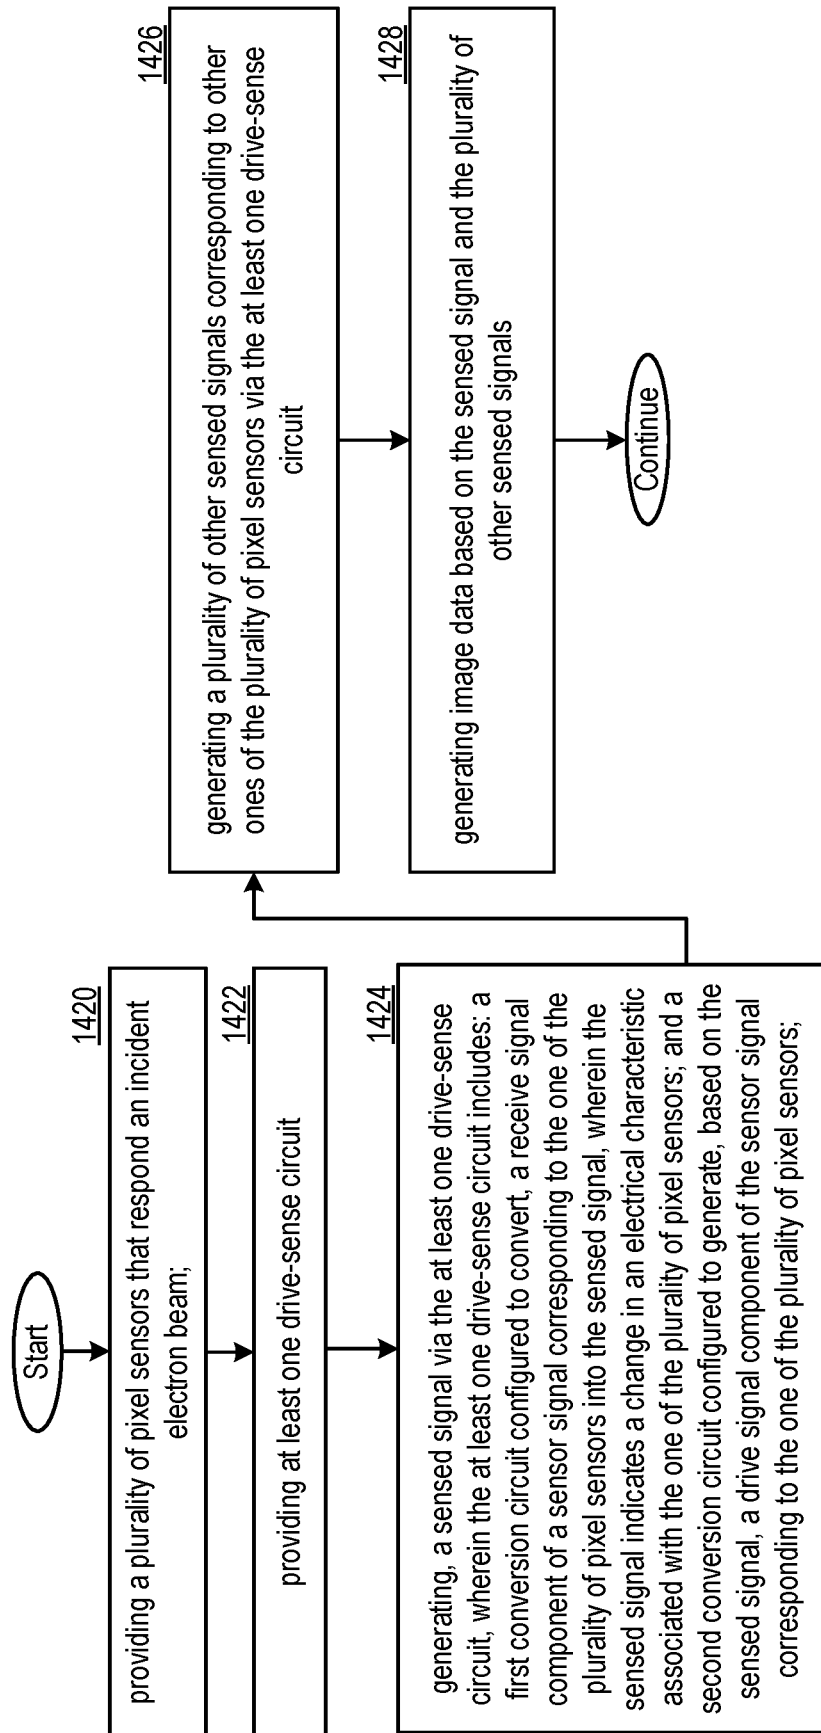 Start
1420
providing a plurality of pixel sensors that respond an incident
electron beam;
1422
providing at least one drive-sense circuit
1424
generating, a sensed signal via the at least one drive-sense
circuit, wherein the at least one drive-sense circuit includes: a
first conversion circuit configured to convert, a receive signal
component of a sensor signal corresponding to the one of the
plurality of pixel sensors into the sensed signal, wherein the
sensed signal indicates a change in an electrical characteristic
associated with the one of the plurality of pixel sensors; and a
second conversion circuit configured to generate, based on the
sensed signal, a drive signal component of the sensor signal
corresponding to the one of the plurality of pixel sensors;
1426
generating a plurality of other sensed signals corresponding to other
ones of the plurality of pixel sensors via the at least one drive-sense
circuit
1428
generating image data based on the sensed signal and the plurality of
other sensed signals
Continue